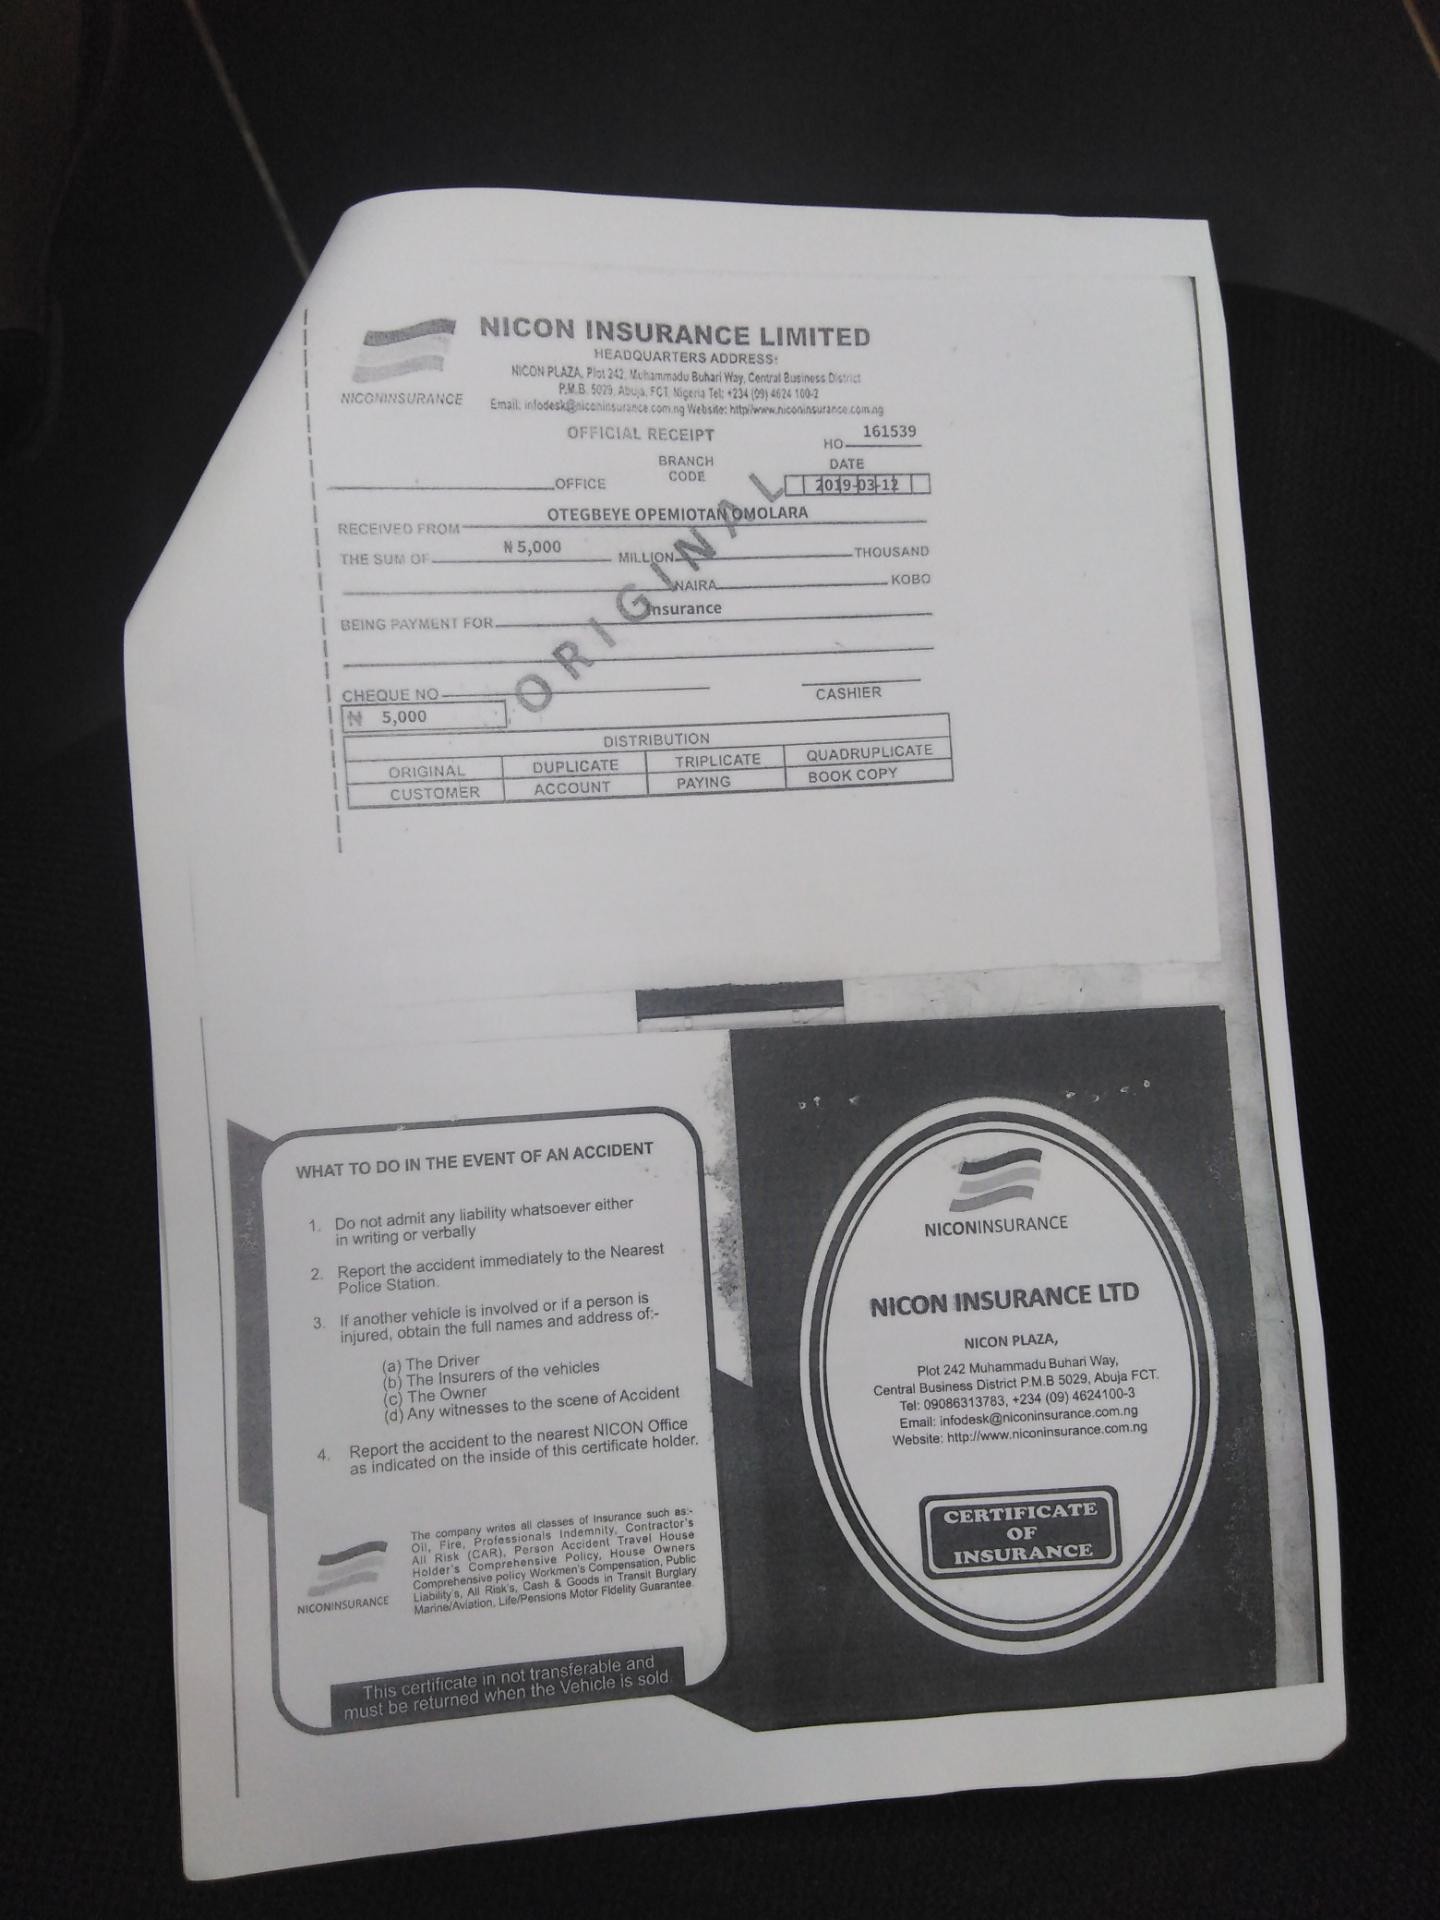 NICONINSURANCE
NICON INSURANCE LIMITED
HEADQUARTERS ADDRESS:
NICON PLAZA, Plot 242, Muhammadu Buhari Way, Central Business District
P.M.B. 5029, Abuja, FCT, Nigeria Tel: +234 (09) 4624 100-2
Email: infodesk@niconinsurance.com.ng Website: http//www.niconinsurance.com.ng
OFFICIAL RECEIPT
HO 161539
OFFICE
BRANCH
CODE
DATE
2019-03-12
ORIGINAL
RECEIVED FROM OTEGBEYE OPEMIOTAN OMOLARA
THE SUM OF ₦ 5,000 MILLION THOUSAND
NAIRA KOBO
BEING PAYMENT FOR Insurance
CHEQUE NO
CASHIER
₦ 5,000
DISTRIBUTION
ORIGINAL DUPLICATE TRIPLICATE QUADRUPLICATE
CUSTOMER ACCOUNT PAYING BOOK COPY
WHAT TO DO IN THE EVENT OF AN ACCIDENT
1. Do not admit any liability whatsoever either
in writing or verbally
2. Report the accident immediately to the Nearest
Police Station.
3. If another vehicle is involved or if a person is
injured, obtain the full names and address of:-
(a) The Driver
(b) The Insurers of the vehicles
(c) The Owner
(d) Any witnesses to the scene of Accident
4. Report the accident to the nearest NICON Office
as indicated on the inside of this certificate holder.
NICONINSURANCE
The company writes all classes of Insurance such as:-
Oil, Fire, Professionals Indemnity, Contractor's
All Risk (CAR), Person Accident Travel House
Holder's Comprehensive Policy, House Owners
Comprehensive policy Workmen's Compensation, Public
Liability's, All Risk's, Cash & Goods in Transit Burglary
Marine/Aviation, Life/Pensions Motor Fidelity Guarantee.
This certificate in not transferable and
must be returned when the Vehicle is sold.
NICONINSURANCE
NICON INSURANCE LTD
NICON PLAZA,
Plot 242 Muhammadu Buhari Way,
Central Business District P.M.B 5029, Abuja FCT.
Tel: 09086313783, +234 (09) 4624100-3
Email: infodesk@niconinsurance.com.ng
Website: http://www.niconinsurance.com.ng
CERTIFICATE
OF
INSURANCE